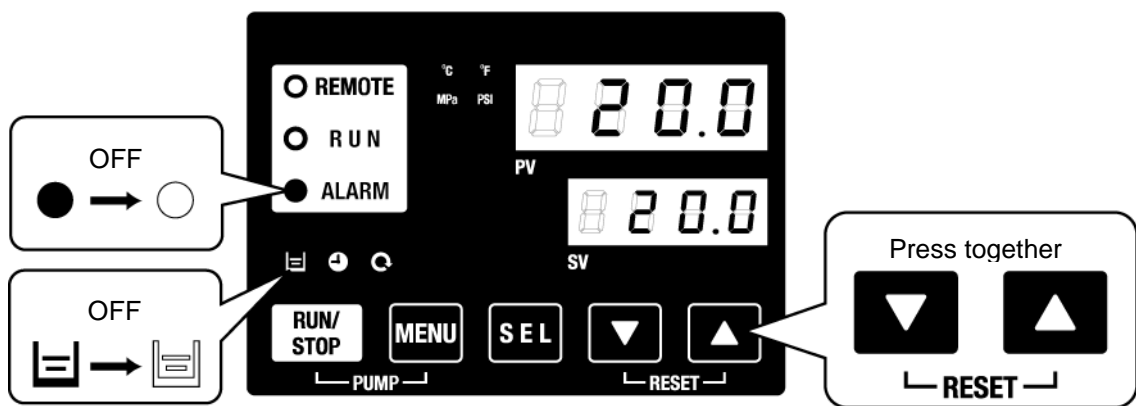 REMOTE
RUN
ALARM
°C °F
MPa PSI
20.0
PV
20.0
SV
OFF
OFF
RUN/
STOP
MENU
SEL
PUMP
RESET
Press together
RESET